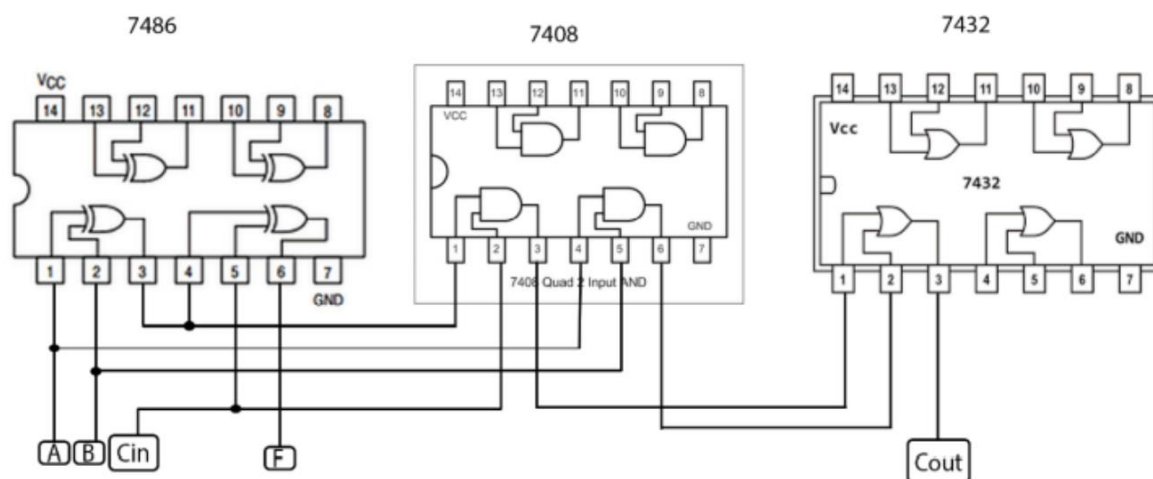 7486
7408
7432
VCC
14 13 12 11 10 9 8
1 2 3 4 5 6 7
GND
14 13 12 11 10 9 8
VCC
GND
1 2 3 4 5 6 7
7408 Quad 2 Input AND
14 13 12 11 10 9 8
Vcc
7432
GND
1 2 3 4 5 6 7
A B Cin F Cout